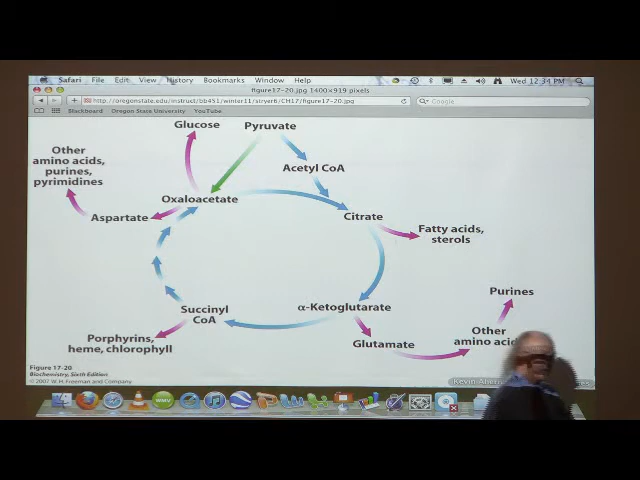 Safari File Edit View History Bookmarks Window Help Wed 12:34 PM
figure17-20.jpg 1400×919 pixels
http://oregonstate.edu/instruct/bb451/winter11/stryer6/CH17/figure17-20.jpg Google
Blackboard Oregon State University YouTube
Glucose Pyruvate
Acetyl CoA
Other
amino acids,
purines,
pyrimidines
Oxaloacetate
Aspartate
Citrate
Fatty acids,
sterols
Succinyl
CoA
α-Ketoglutarate
Purines
Porphyrins,
heme, chlorophyll
Glutamate
Other
amino
Figure 17-20
Biochemistry, Sixth Edition
© 2007 W. H. Freeman and Company
Kevin
WMV